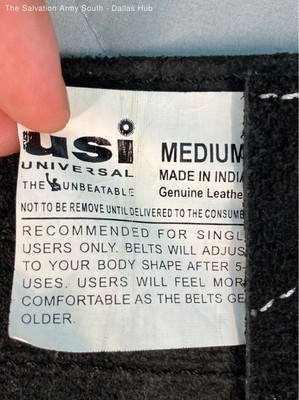 The Salvation Army South - Dallas Hub
usi
UNIVERSAL
THE UNBEATABLE
MEDIUM
MADE IN INDIA
Genuine Leathe
NOT TO BE REMOVE UNTIL DELIVERED TO THE CONSUME
RECOMMENDED FOR SINGL
USERS ONLY. BELTS WILL ADJUS
TO YOUR BODY SHAPE AFTER 5-
USES. USERS WILL FEEL MOR
COMFORTABLE AS THE BELTS GE
OLDER.